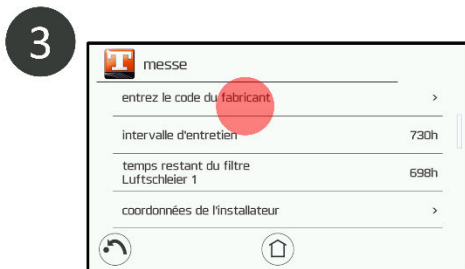 3
T messe
entrez le code du fabricant >
intervalle d'entretien 730h
temps restant du filtre
Luftschleier 1 698h
coordonnées de l'installateur >